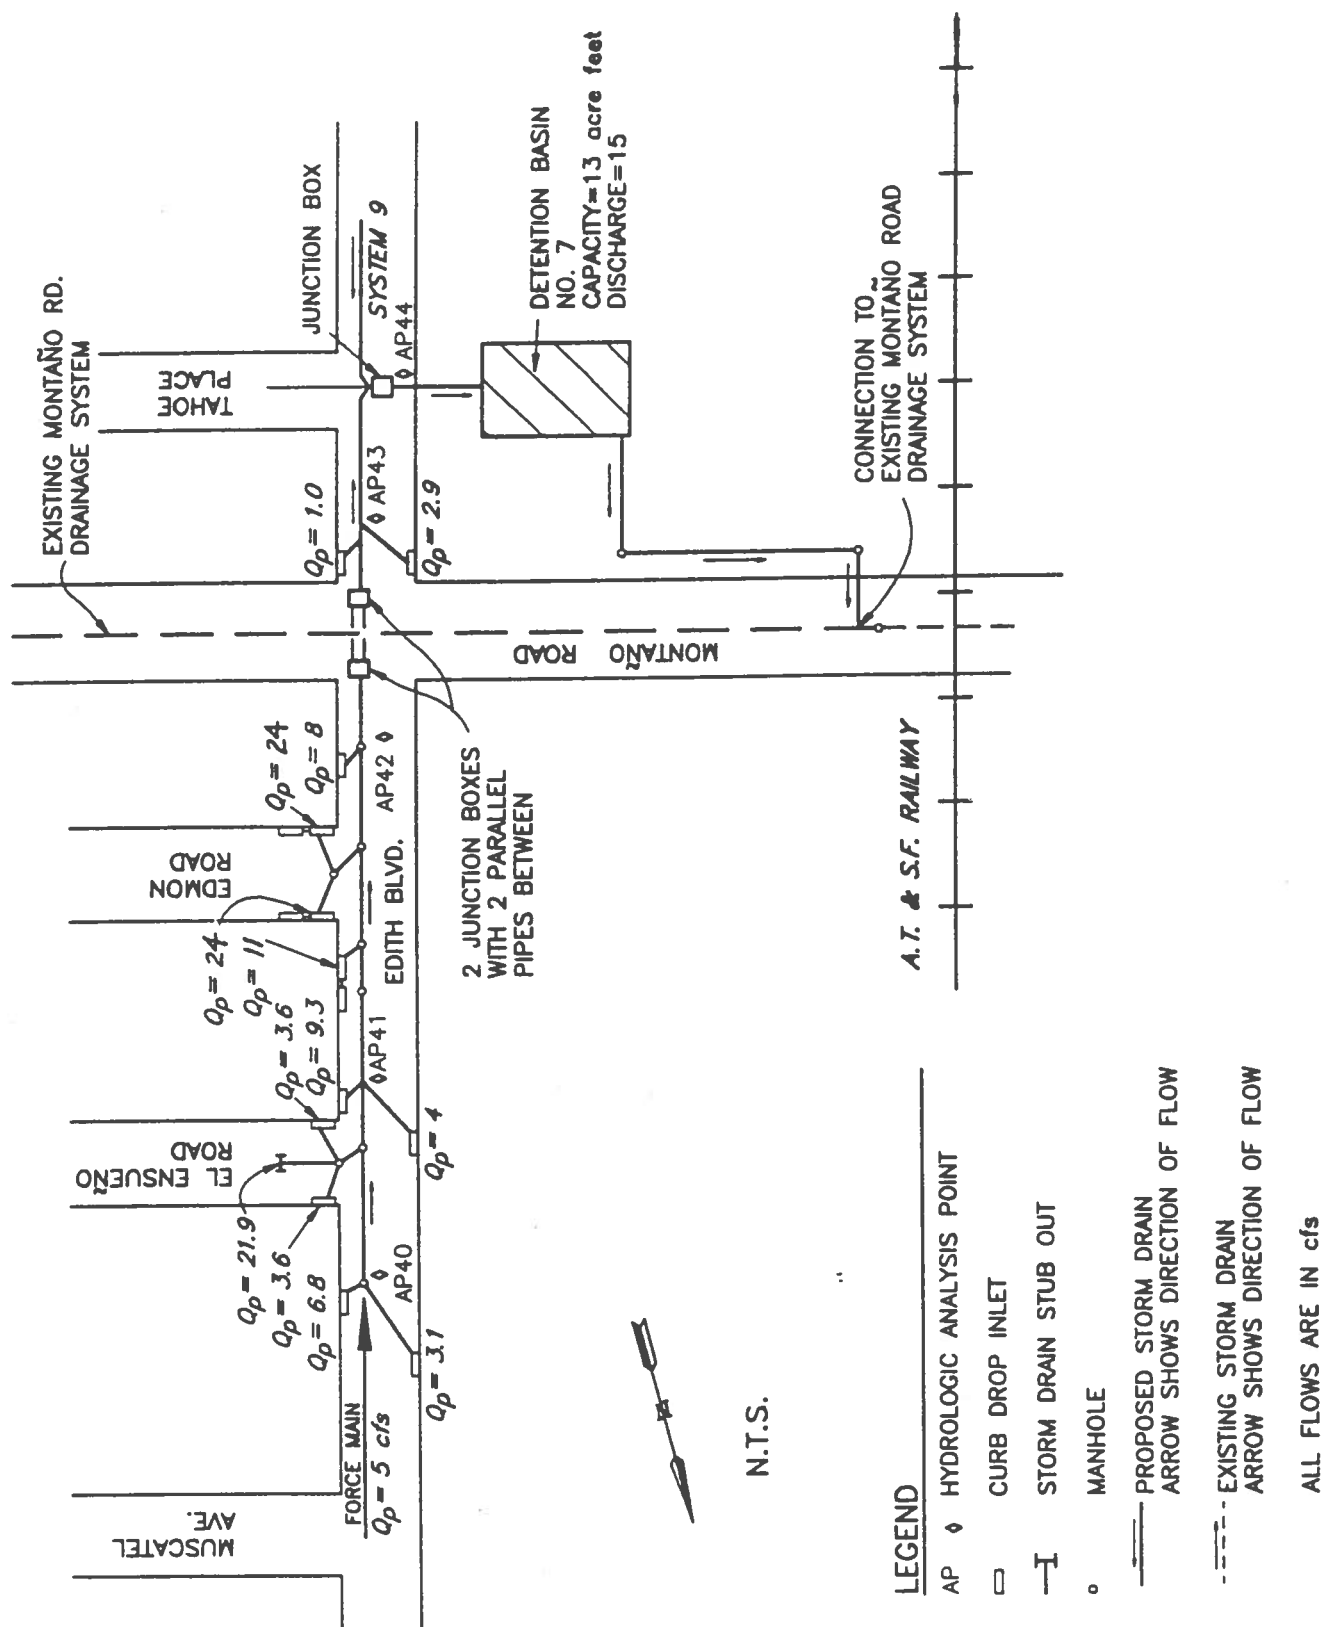 EXISTING MONTAÑO RD.
DRAINAGE SYSTEM
TAHOE
PLACE
JUNCTION BOX
SYSTEM 9
AP44
DETENTION BASIN
NO. 7
CAPACITY=13 acre feet
DISCHARGE=15
CONNECTION TO
EXISTING MONTAÑO ROAD
DRAINAGE SYSTEM
Qp = 1.0
AP43
Qp = 2.9
MONTAÑO ROAD
Qp = 24
Qp = 8
AP42
2 JUNCTION BOXES
WITH 2 PARALLEL
PIPES BETWEEN
A.T. & S.F. RAILWAY
EDMON
ROAD
EDITH BLVD.
Qp = 24
Qp = 11
Qp = 3.6
Qp = 9.3
AP41
Qp = 4
EL ENSUEÑO
ROAD
Qp = 21.9
Qp = 3.6
Qp = 6.8
AP40
Qp = 3.1
FORCE MAIN
Qp = 5 cfs
MUSCATEL
AVE.
N.T.S.
LEGEND
AP HYDROLOGIC ANALYSIS POINT
CURB DROP INLET
STORM DRAIN STUB OUT
MANHOLE
PROPOSED STORM DRAIN
ARROW SHOWS DIRECTION OF FLOW
EXISTING STORM DRAIN
ARROW SHOWS DIRECTION OF FLOW
ALL FLOWS ARE IN cfs